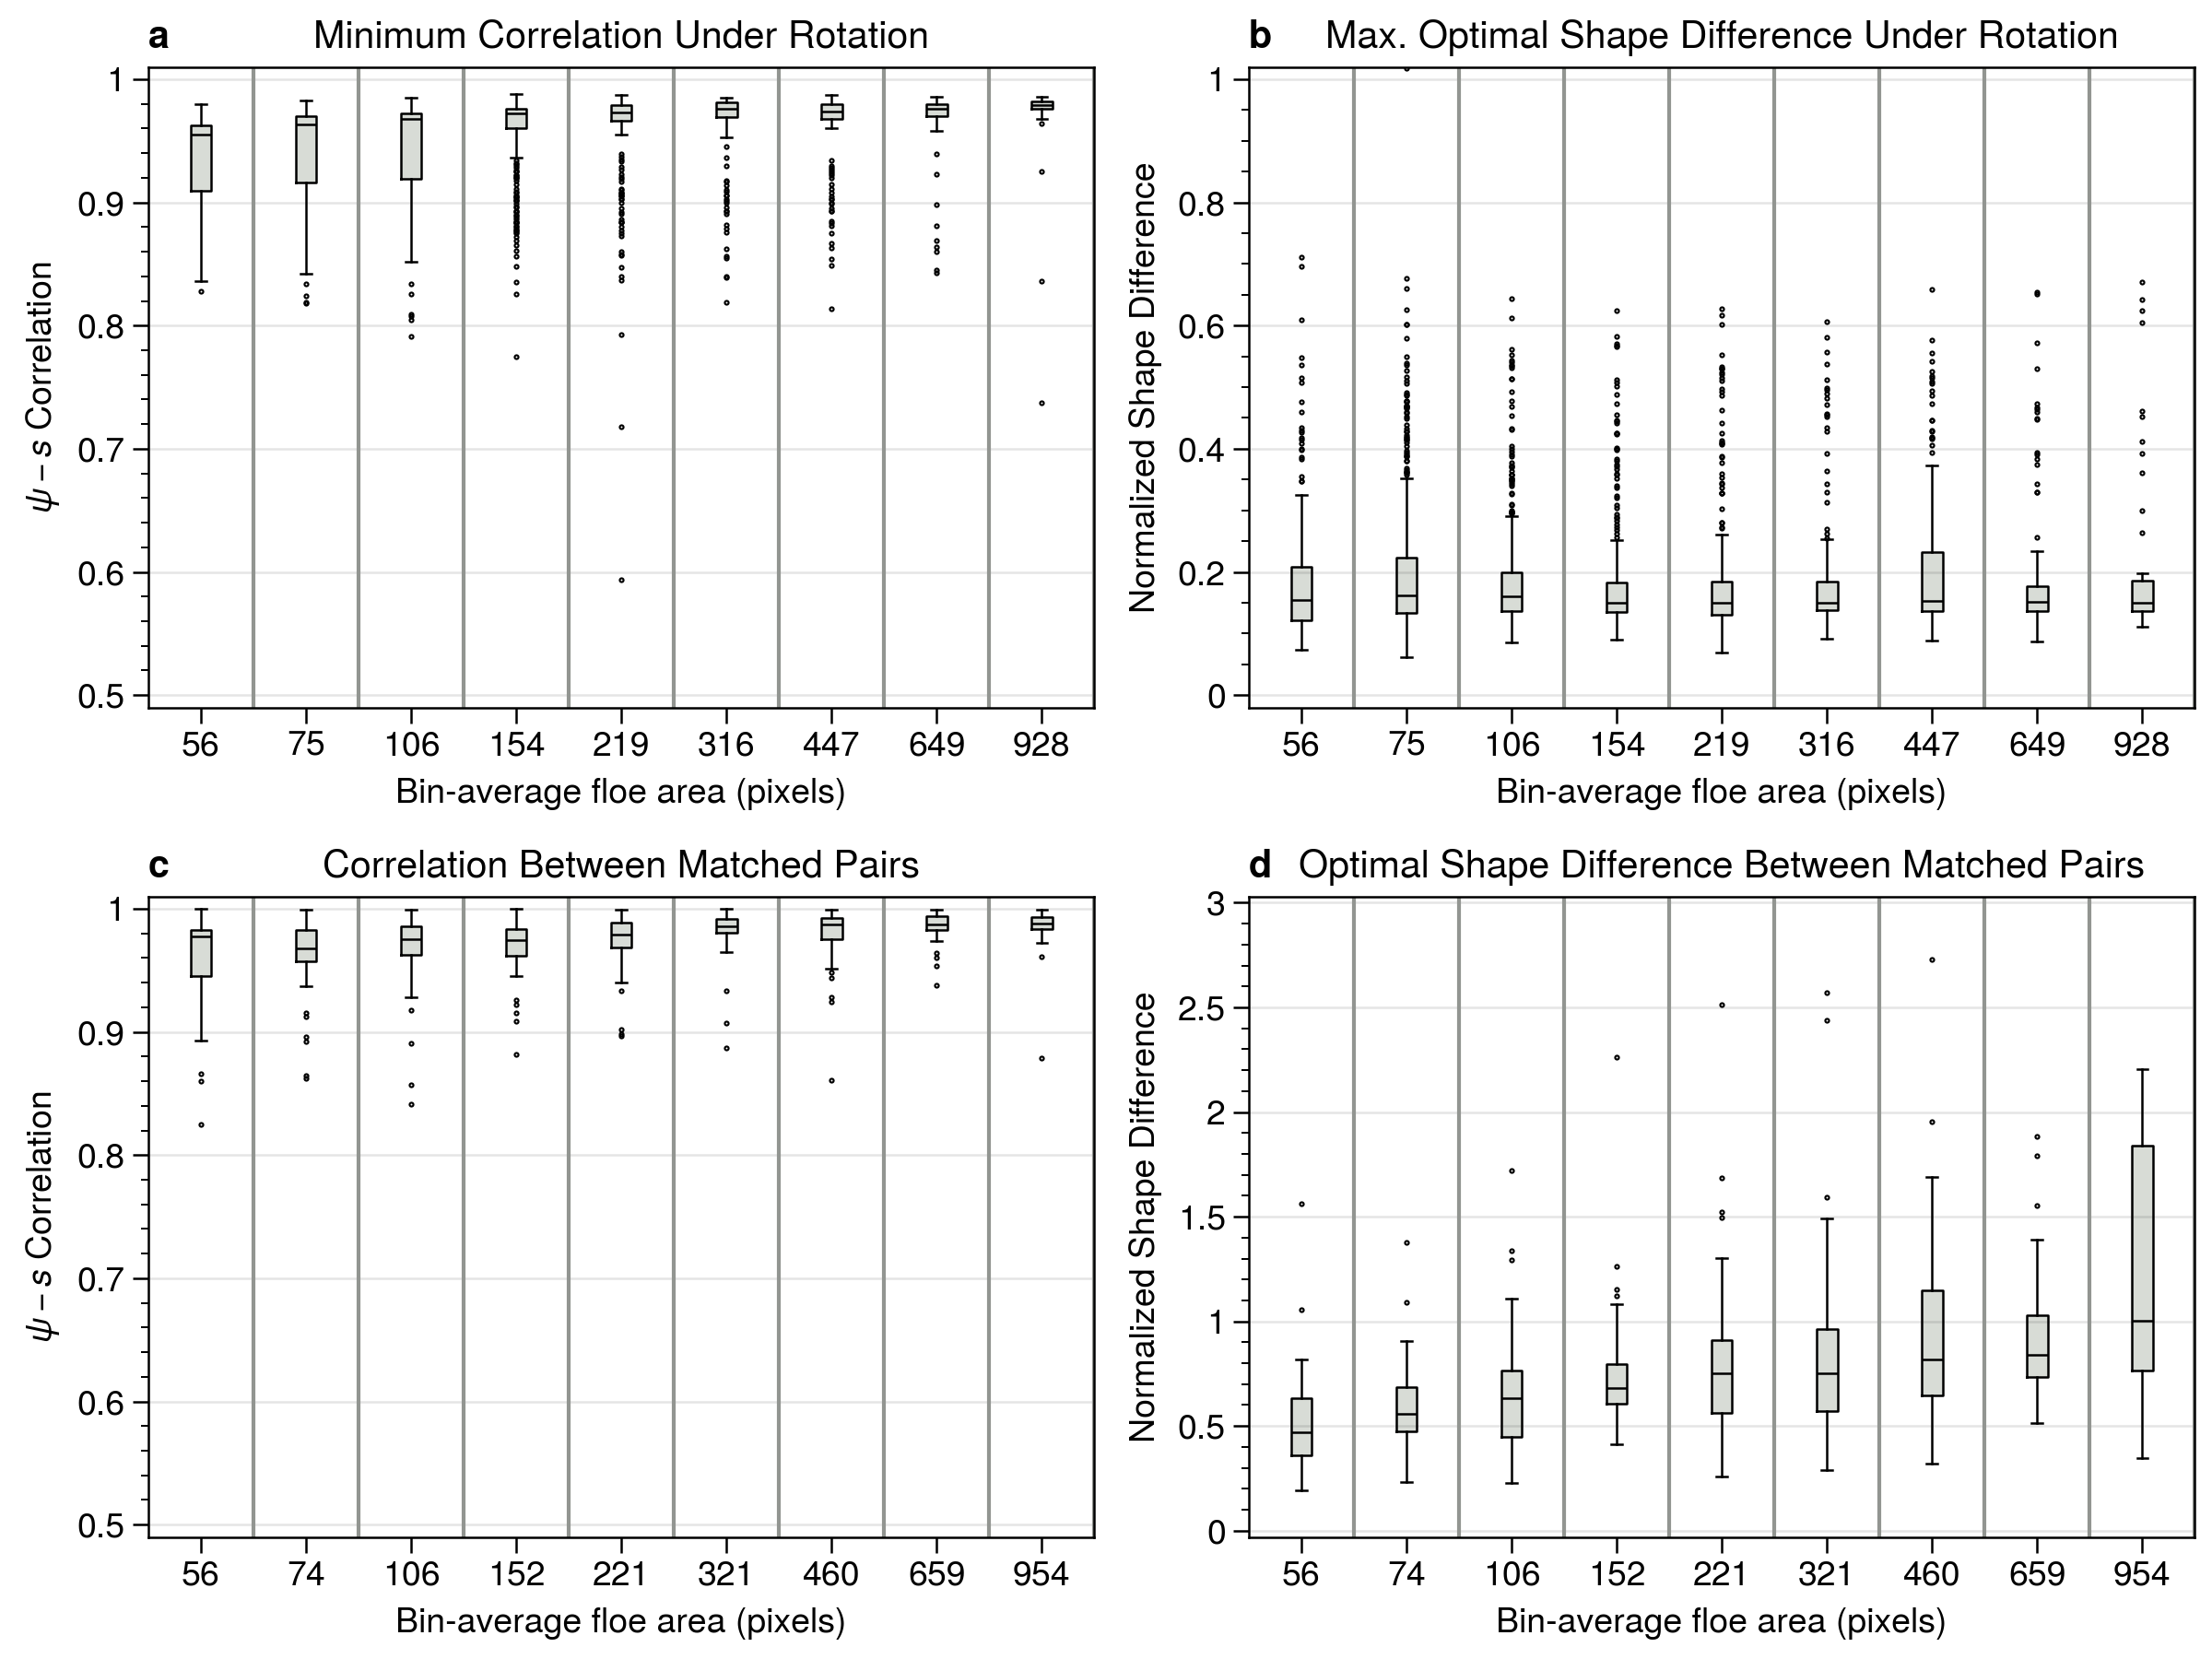 a Minimum Correlation Under Rotation
1
0.9
0.8
0.7
0.6
0.5
ψ – s Correlation
56 75 106 154 219 316 447 649 928
Bin-average floe area (pixels)
b Max. Optimal Shape Difference Under Rotation
1
0.8
0.6
0.4
0.2
0
Normalized Shape Difference
56 75 106 154 219 316 447 649 928
Bin-average floe area (pixels)
c Correlation Between Matched Pairs
1
0.9
0.8
0.7
0.6
0.5
ψ – s Correlation
56 74 106 152 221 321 460 659 954
Bin-average floe area (pixels)
d Optimal Shape Difference Between Matched Pairs
3
2.5
2
1.5
1
0.5
0
Normalized Shape Difference
56 74 106 152 221 321 460 659 954
Bin-average floe area (pixels)